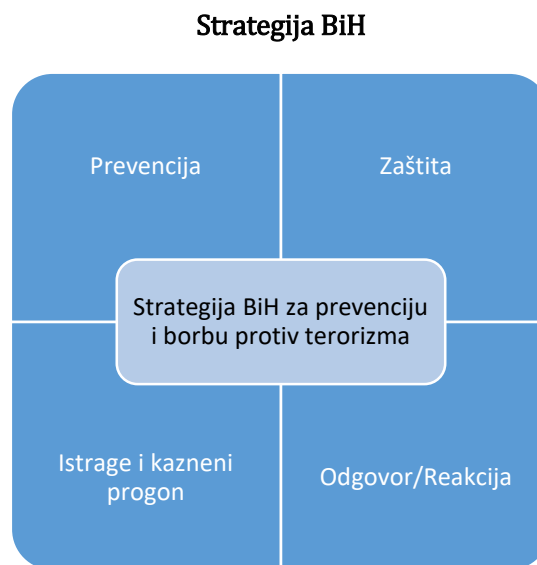 Strategija BiH
Prevencija
Zaštita
Strategija BiH za prevenciju
i borbu protiv terorizma
Istrage i kazneni
progon
Odgovor/Reakcija